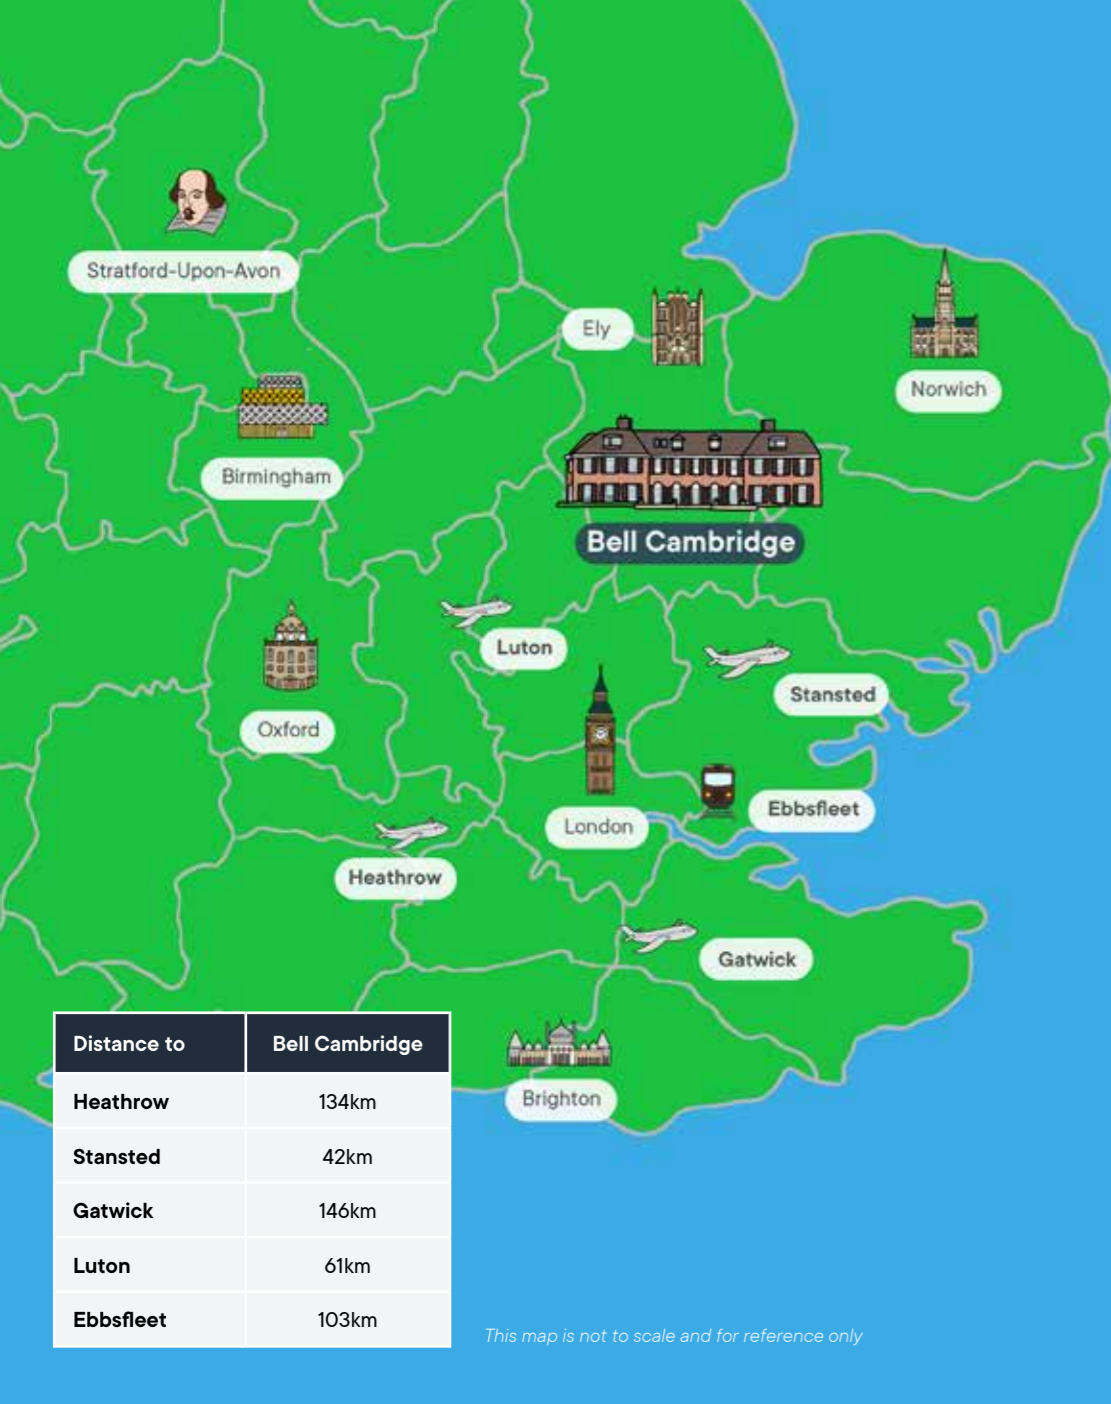 Stratford-Upon-Avon
Ely
Norwich
Birmingham
Bell Cambridge
Luton
Stansted
Oxford
Ebbsfleet
London
Heathrow
Gatwick
Brighton
Distance to Bell Cambridge
Heathrow 134km
Stansted 42km
Gatwick 146km
Luton 61km
Ebbsfleet 103km
This map is not to scale and for reference only